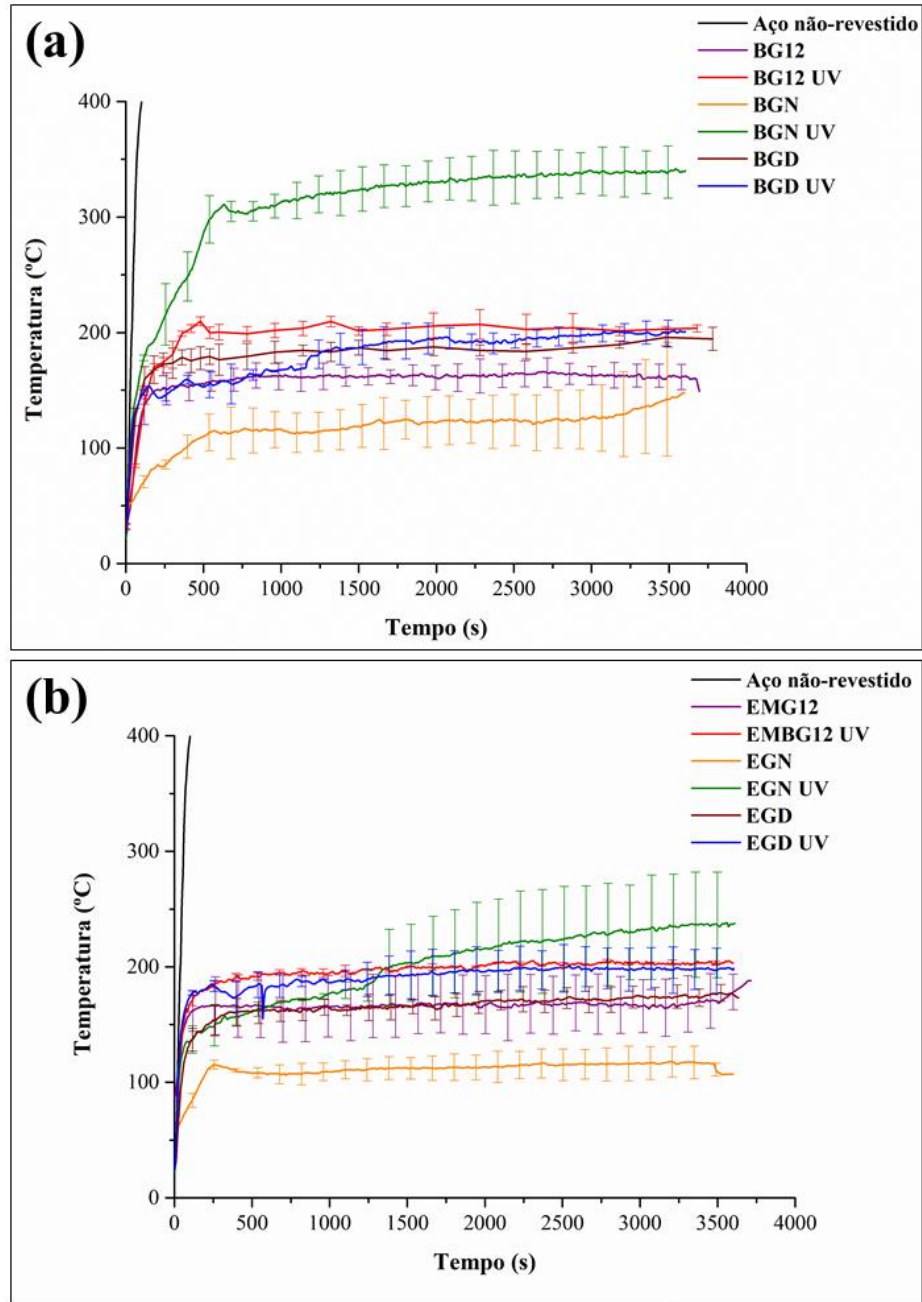 (a)
Aço não-revestido
BG12
BG12 UV
BGN
BGN UV
BGD
BGD UV
400
300
200
100
0
Temperatura (ºC)
0 500 1000 1500 2000 2500 3000 3500 4000
Tempo (s)
(b)
Aço não-revestido
EMG12
EMBG12 UV
EGN
EGN UV
EGD
EGD UV
400
300
200
100
0
Temperatura (ºC)
0 500 1000 1500 2000 2500 3000 3500 4000
Tempo (s)